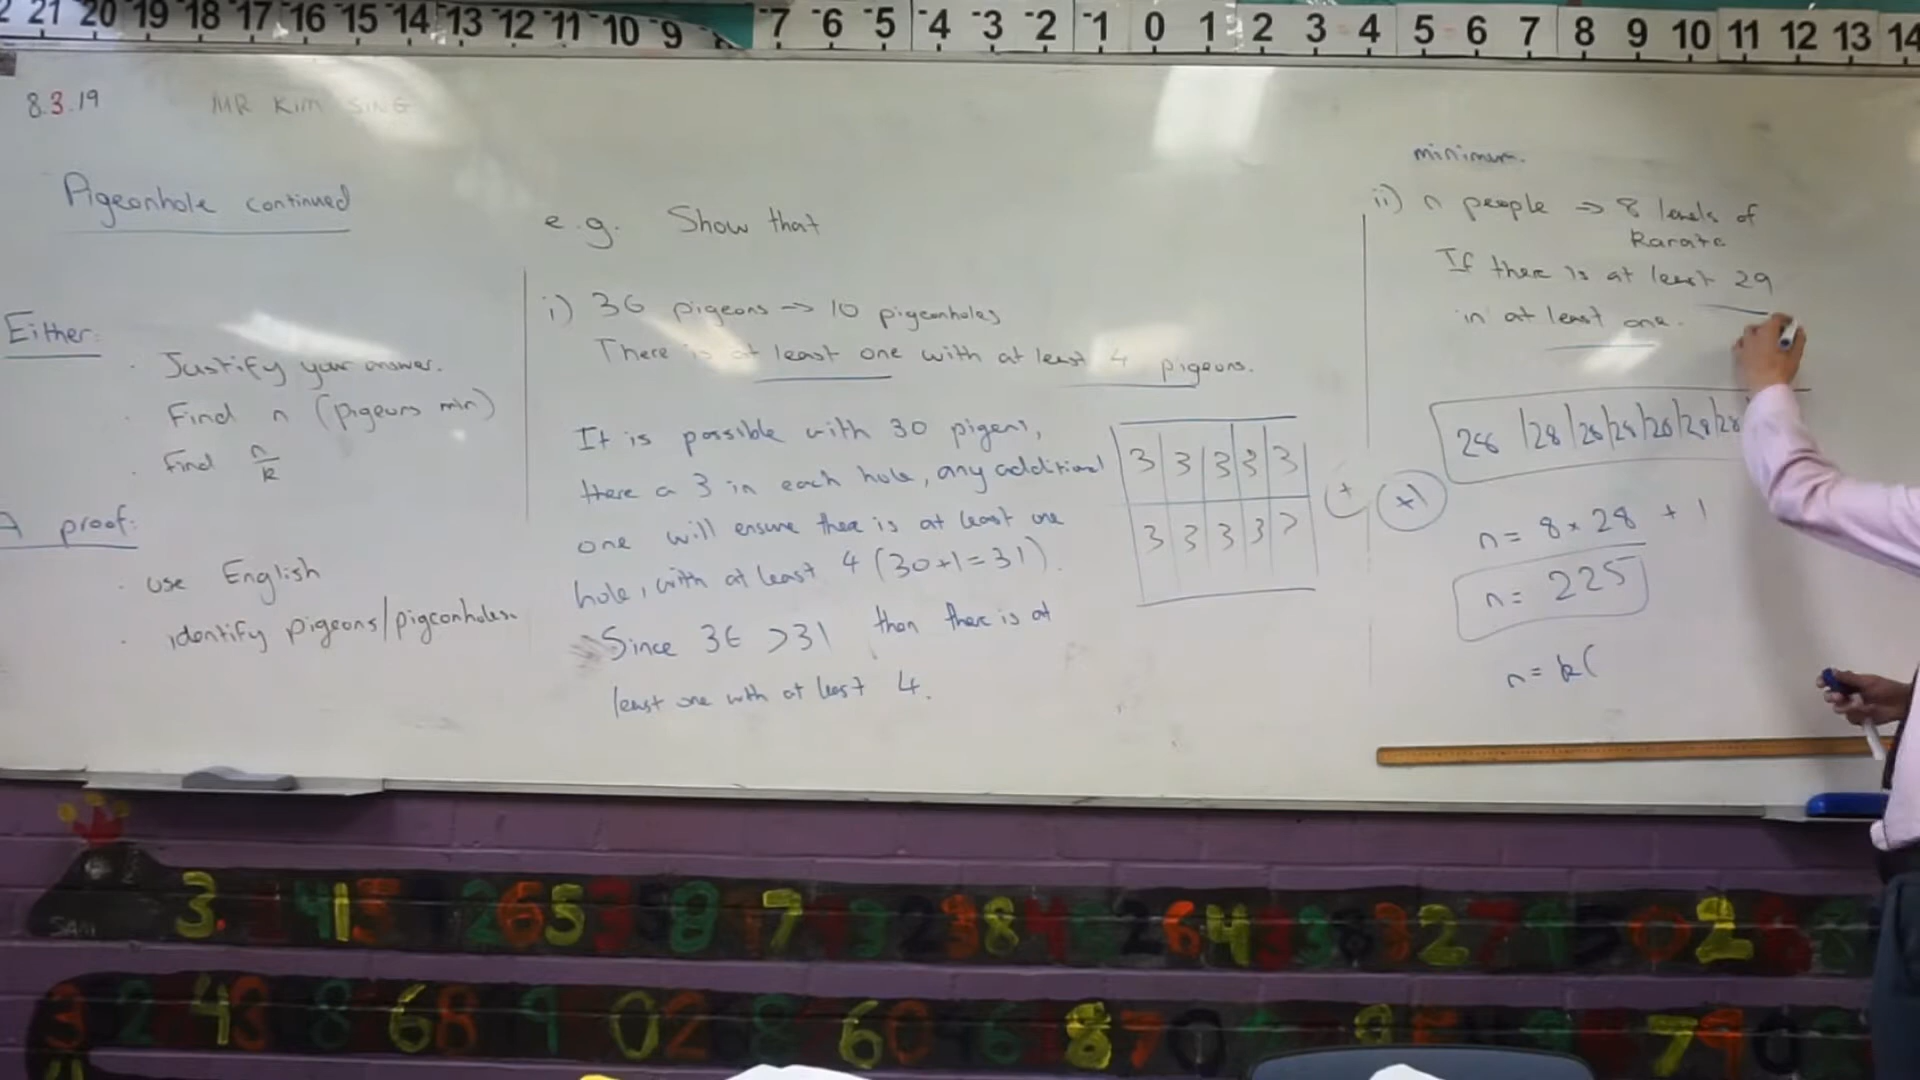 21 20 19 18 17 16 15 14 -13 -12 -11 -10 -9 -7 -6 -5 -4 -3 -2 -1 0 1 2 3 4 5 6 7 8 9 10 11 12 13 14
8.3.19
MR KIM SING
Pigeonhole continued
Either:
· Justify your answer.
· Find n (pigeons min)
· Find n/k
A proof:
· use English
· identify pigeons/pigeonholes.
e.g. Show that
i) 36 pigeons → 10 pigeonholes
There is at least one with at least 4 pigeons.
It is possible with 30 pigeons,
there a 3 in each hole, any additional
one will ensure there is at least one
hole, with at least 4 (30+1=31).
Since 36 >31 then there is at
least one with at least 4.
3 3 3 3 3
3 3 3 3 3
+
+1
minimum.
ii) n people ⇒ 8 levels of
Karate
If there is at least 29
in at least one.
28 |28|28|28|28|28|28
n= 8 × 28 + 1
n= 225
n= k(
SAM
3. 1415 265358 979323846 26433832795028
3